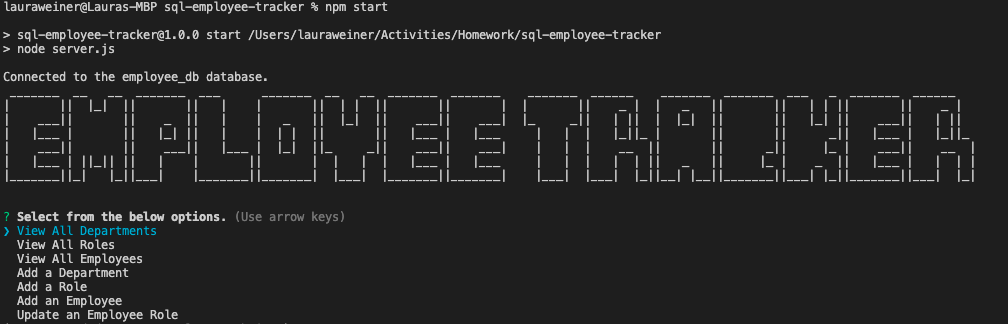 lauraweiner@Lauras-MBP sql-employee-tracker % npm start
> sql-employee-tracker@1.0.0 start /Users/lauraweiner/Activities/Homework/sql-employee-tracker
> node server.js
Connected to the employee_db database.
EMPLOYEE TRACKER
? Select from the below options. (Use arrow keys)
❯ View All Departments
View All Roles
View All Employees
Add a Department
Add a Role
Add an Employee
Update an Employee Role